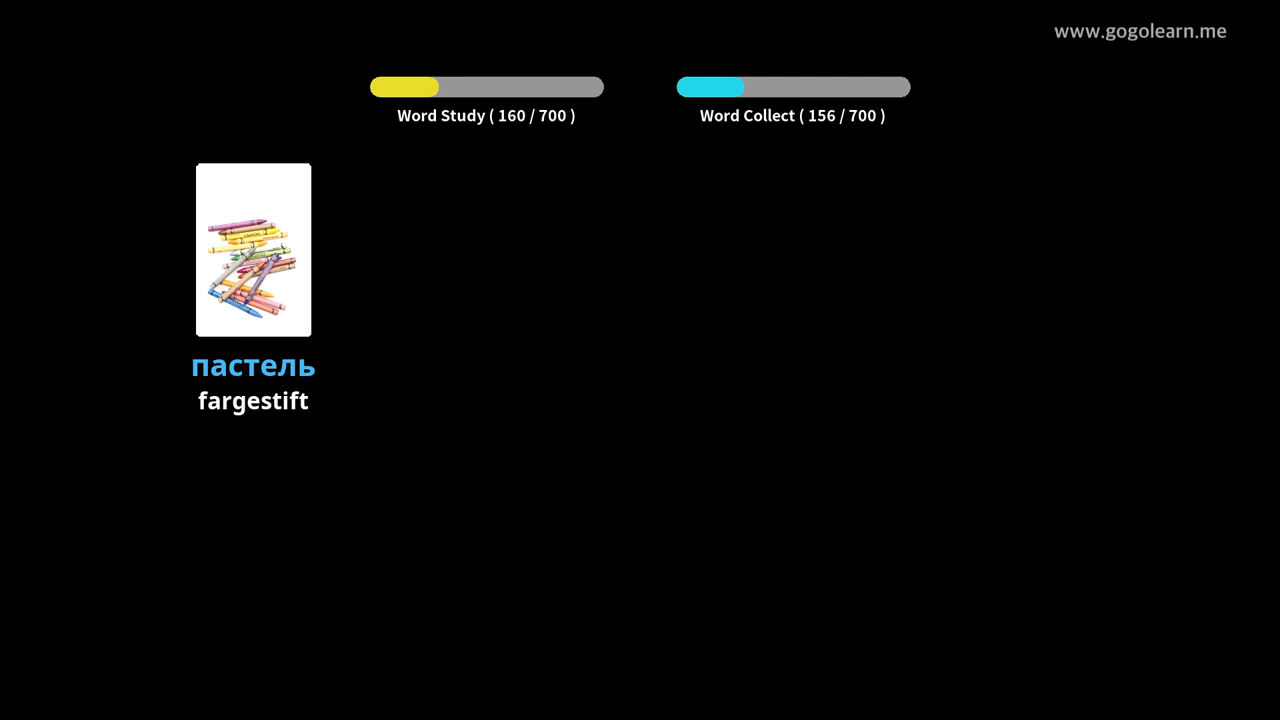 www.gogolearn.me
Word Study ( 160 / 700 )
Word Collect ( 156 / 700 )
пастель
fargestift